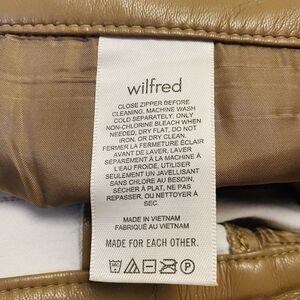 wilfred
CLOSE ZIPPER BEFORE
CLEANING, MACHINE WASH
COLD SEPARATELY, ONLY
NON-CHLORINE BLEACH WHEN
NEEDED, DRY FLAT, DO NOT
IRON, OR DRY CLEAN.
FERMER LA FERMETURE ÉCLAIR
AVANT DE LAVER, LAVER
SÉPARÉMENT À LA MACHINE À
L'EAU FROIDE, UTILISER
SEULEMENT UN JAVELLISANT
SANS CHLORE AU BESOIN,
SÉCHER À PLAT, NE PAS
REPASSER, OU NETTOYER À
SEC.
MADE IN VIETNAM
FABRIQUÉ AU VIETNAM
MADE FOR EACH OTHER.